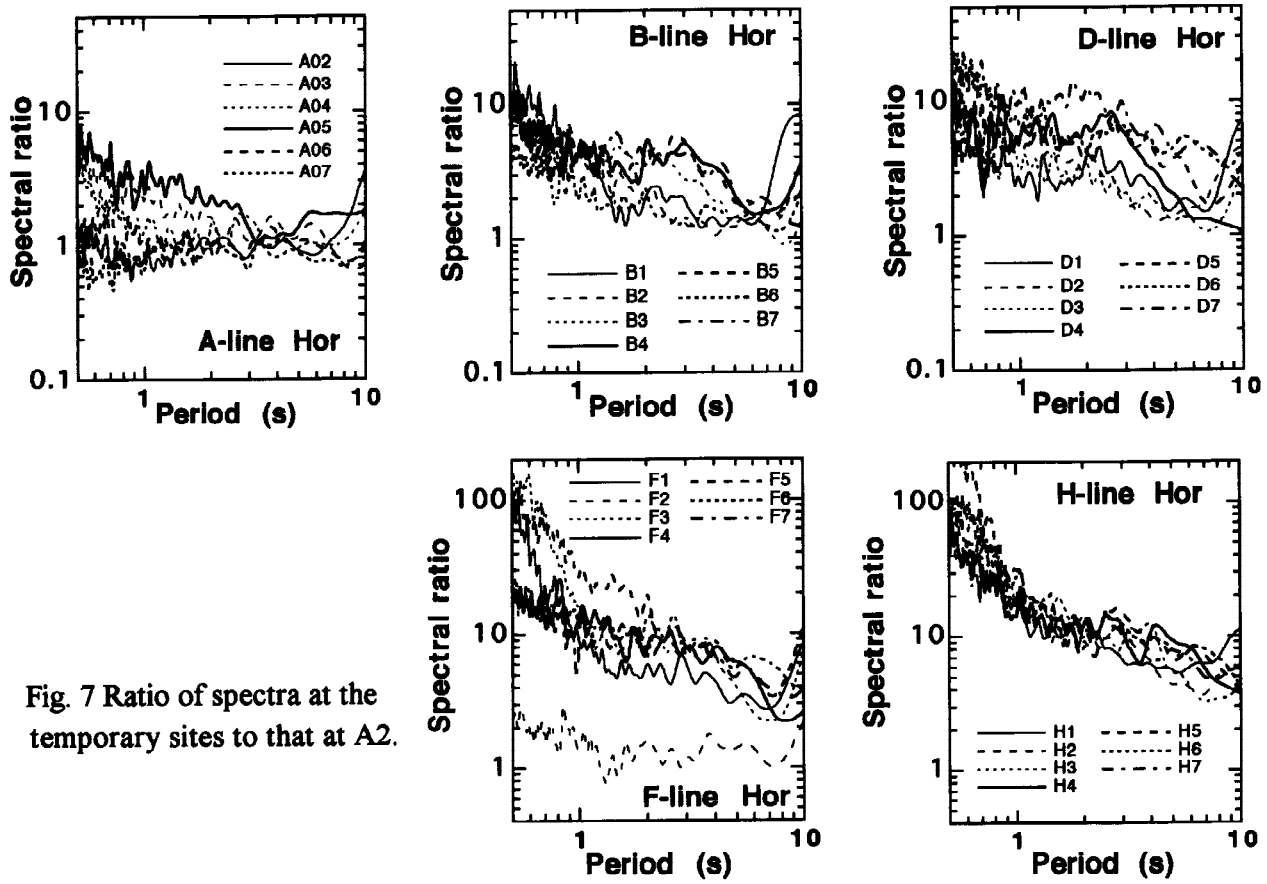 Spectral ratio
10
1
0.1
A02
A03
A04
A05
A06
A07
A-line Hor
1
10
Period (s)
Spectral ratio
10
1
0.1
B-line Hor
B1
B2
B3
B4
B5
B6
B7
1
10
Period (s)
Spectral ratio
10
1
0.1
D-line Hor
D1
D2
D3
D4
D5
D6
D7
1
10
Period (s)
Spectral ratio
100
10
1
F1
F2
F3
F4
F5
F6
F7
F-line Hor
1
10
Period (s)
Spectral ratio
100
10
1
H-line Hor
H1
H2
H3
H4
H5
H6
H7
1
10
Period (s)
Fig. 7 Ratio of spectra at the
temporary sites to that at A2.